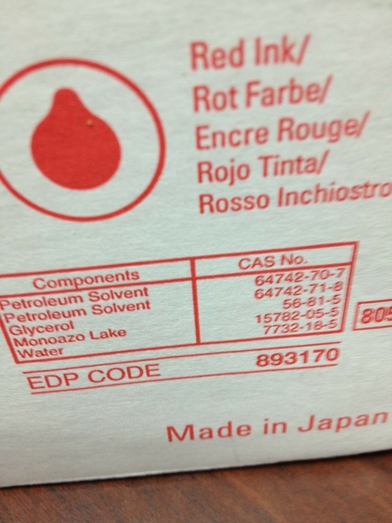 Red Ink/
Rot Farbe/
Encre Rouge/
Rojo Tinta/
Rosso Inchiostro
Components CAS No.
Petroleum Solvent 64742-70-7
Petroleum Solvent 64742-71-8
Glycerol 56-81-5
Monoazo Lake 15782-05-5
Water 7732-18-5
805
EDP CODE 893170
Made in Japan